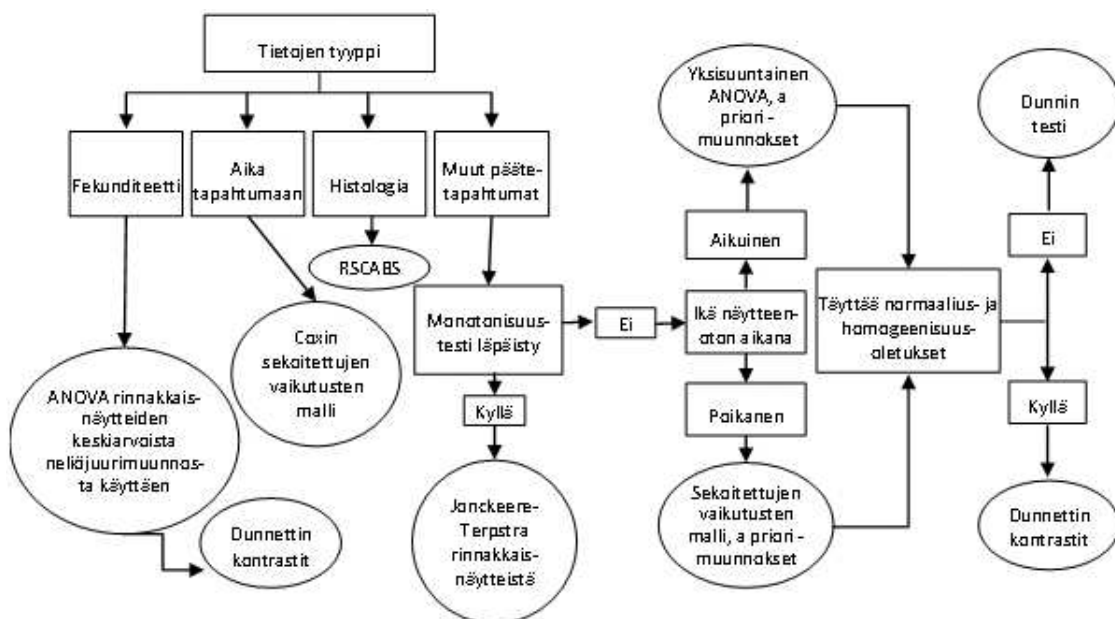 Tietojen tyyppi
Fekunditeetti
Aika
tapahtumaan
Histologia
Muut pääte-
tapahtumat
RSCABS
Coxin
sekoitettujen
vaikutusten
malli
ANOVA rinnakkais-
näytteiden
keskiarvoista
neliöjuurimuunnos-
ta käyttäen
Dunnettin
kontrastit
Monotonisuus-
testi läpäisty
Kyllä
Jonckeere-
Terpstra
rinnakkais-
näytteistä
Ei
Yksisuuntainen
ANOVA, a
priori-
muunnokset
Aikuinen
Ikä näytteen-
oton aikana
Poikanen
Sekoitettujen
vaikutusten
malli, a priori-
muunnokset
Täyttää normaalius- ja
homogeenisuus-
oletukset
Dunnin
testi
Ei
Kyllä
Dunnettin
kontrastit